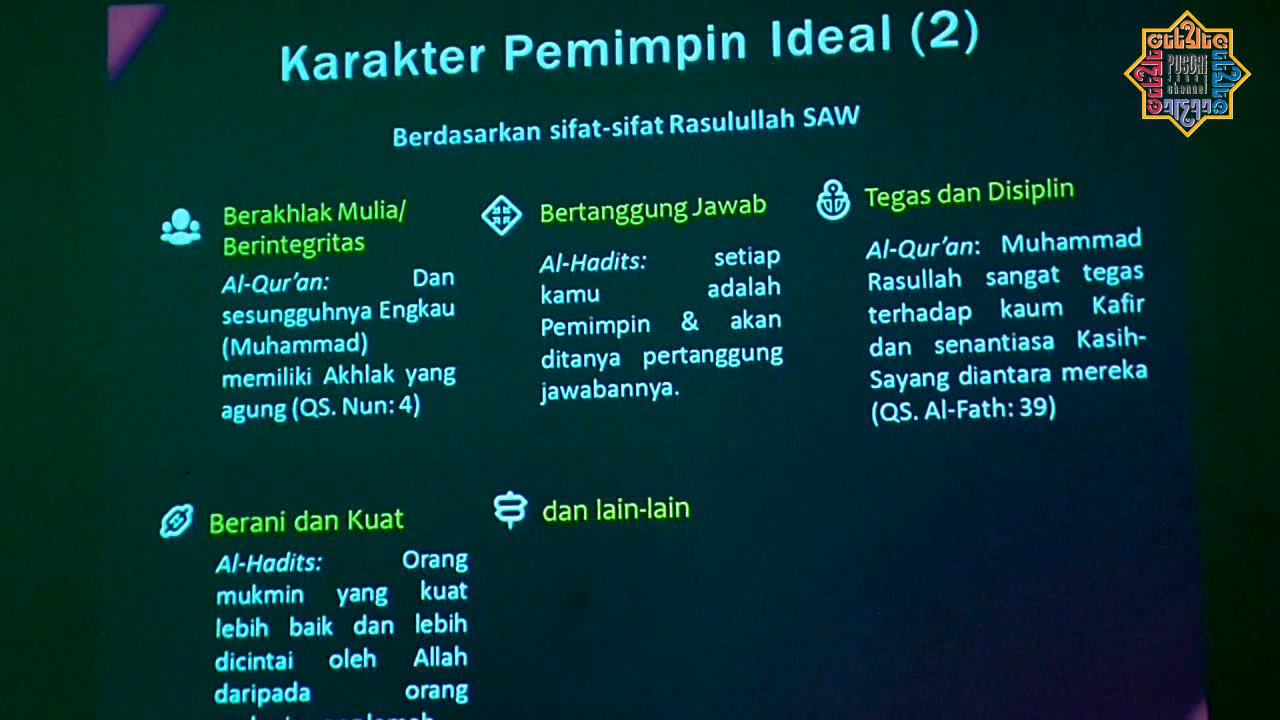 Karakter Pemimpin Ideal (2)
Berdasarkan sifat-sifat Rasulullah SAW
Berakhlak Mulia/
Berintegritas
Al-Qur'an: Dan
sesungguhnya Engkau
(Muhammad)
memiliki Akhlak yang
agung (QS. Nun: 4)
Bertanggung Jawab
Al-Hadits: setiap
kamu adalah
Pemimpin & akan
ditanya pertanggung
jawabannya.
Tegas dan Disiplin
Al-Qur'an: Muhammad
Rasullah sangat tegas
terhadap kaum Kafir
dan senantiasa Kasih-
Sayang diantara mereka
(QS. Al-Fath: 39)
Berani dan Kuat
Al-Hadits: Orang
mukmin yang kuat
lebih baik dan lebih
dicintai oleh Allah
daripada orang
dan lain-lain
PUSDAI
channel